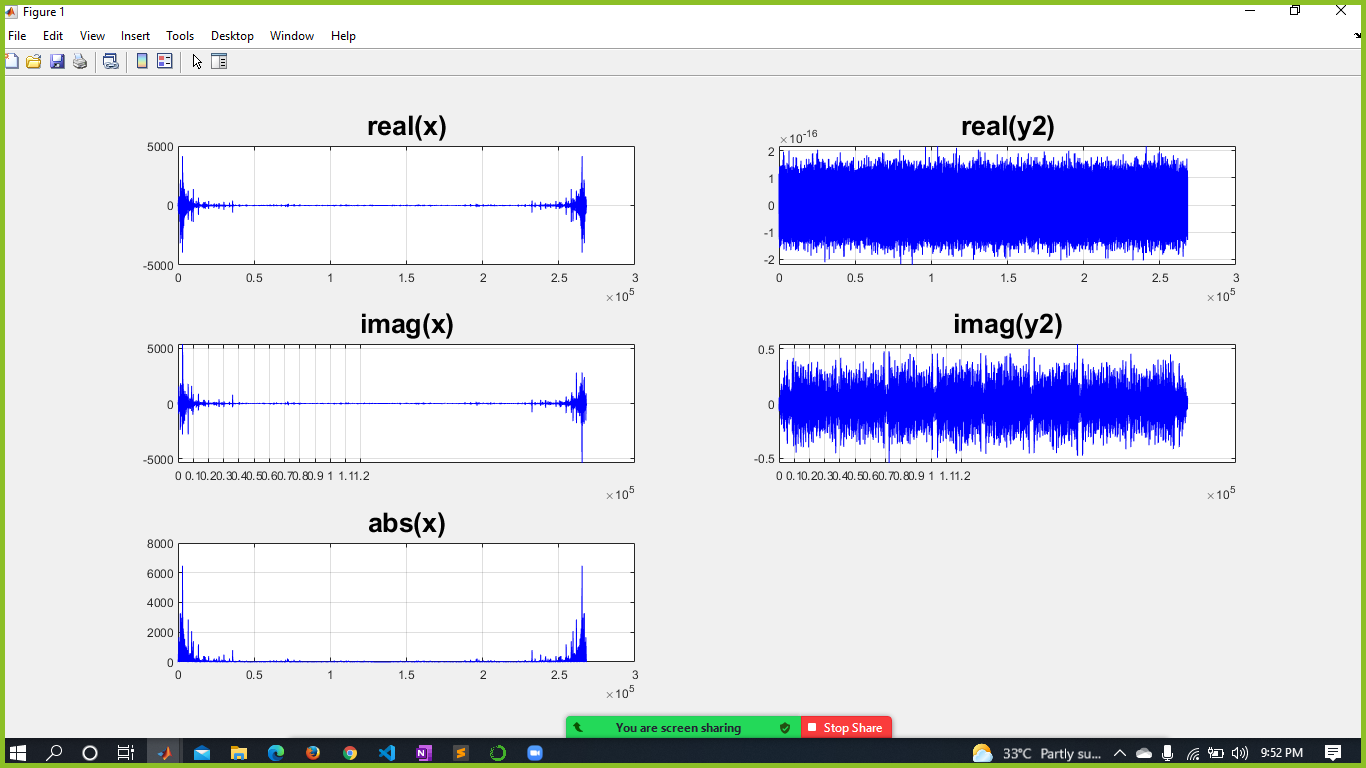 Figure 1
File Edit View Insert Tools Desktop Window Help
real(x)
5000
0
-5000
0 0.5 1 1.5 2 2.5 3
×10^5
real(y2)
×10^-16
2
1
0
-1
-2
0 0.5 1 1.5 2 2.5 3
×10^5
imag(x)
5000
0
-5000
0 0.10.20.30.40.50.60.70.80.9 1 1.11.2
×10^5
imag(y2)
0.5
0
-0.5
0 0.10.20.30.40.50.60.70.80.9 1 1.11.2
×10^5
abs(x)
8000
6000
4000
2000
0
0 0.5 1 1.5 2 2.5 3
×10^5
You are screen sharing Stop Share
33°C Partly su... 9:52 PM